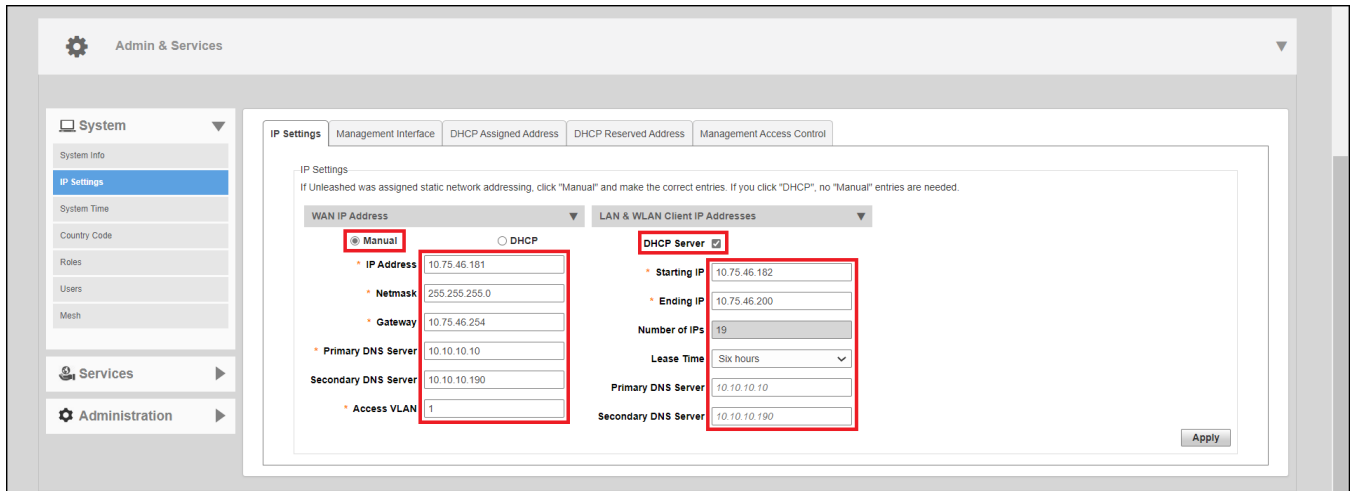 Admin & Services
System
System Info
IP Settings
System Time
Country Code
Roles
Users
Mesh
Services
Administration
IP Settings Management Interface DHCP Assigned Address DHCP Reserved Address Management Access Control
IP Settings
If Unleashed was assigned static network addressing, click "Manual" and make the correct entries. If you click "DHCP", no "Manual" entries are needed.
WAN IP Address
Manual DHCP
* IP Address 10.75.46.181
* Netmask 255.255.255.0
* Gateway 10.75.46.254
* Primary DNS Server 10.10.10.10
Secondary DNS Server 10.10.10.190
* Access VLAN 1
LAN & WLAN Client IP Addresses
DHCP Server
* Starting IP 10.75.46.182
* Ending IP 10.75.46.200
Number of IPs 19
Lease Time Six hours
Primary DNS Server 10.10.10.10
Secondary DNS Server 10.10.10.190
Apply